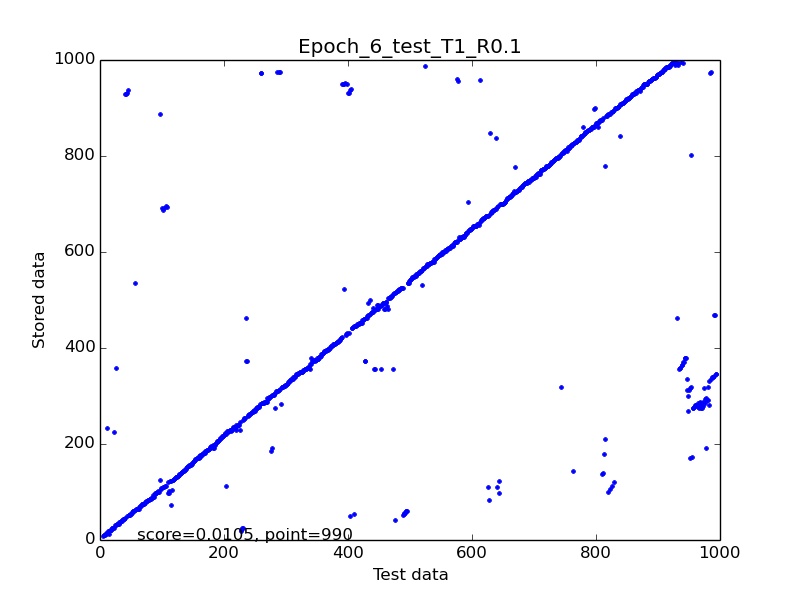 Epoch_6_test_T1_R0.1
1000
800
600
400
200
0
Stored data
score=0.0105, point=990
0 200 400 600 800 1000
Test data